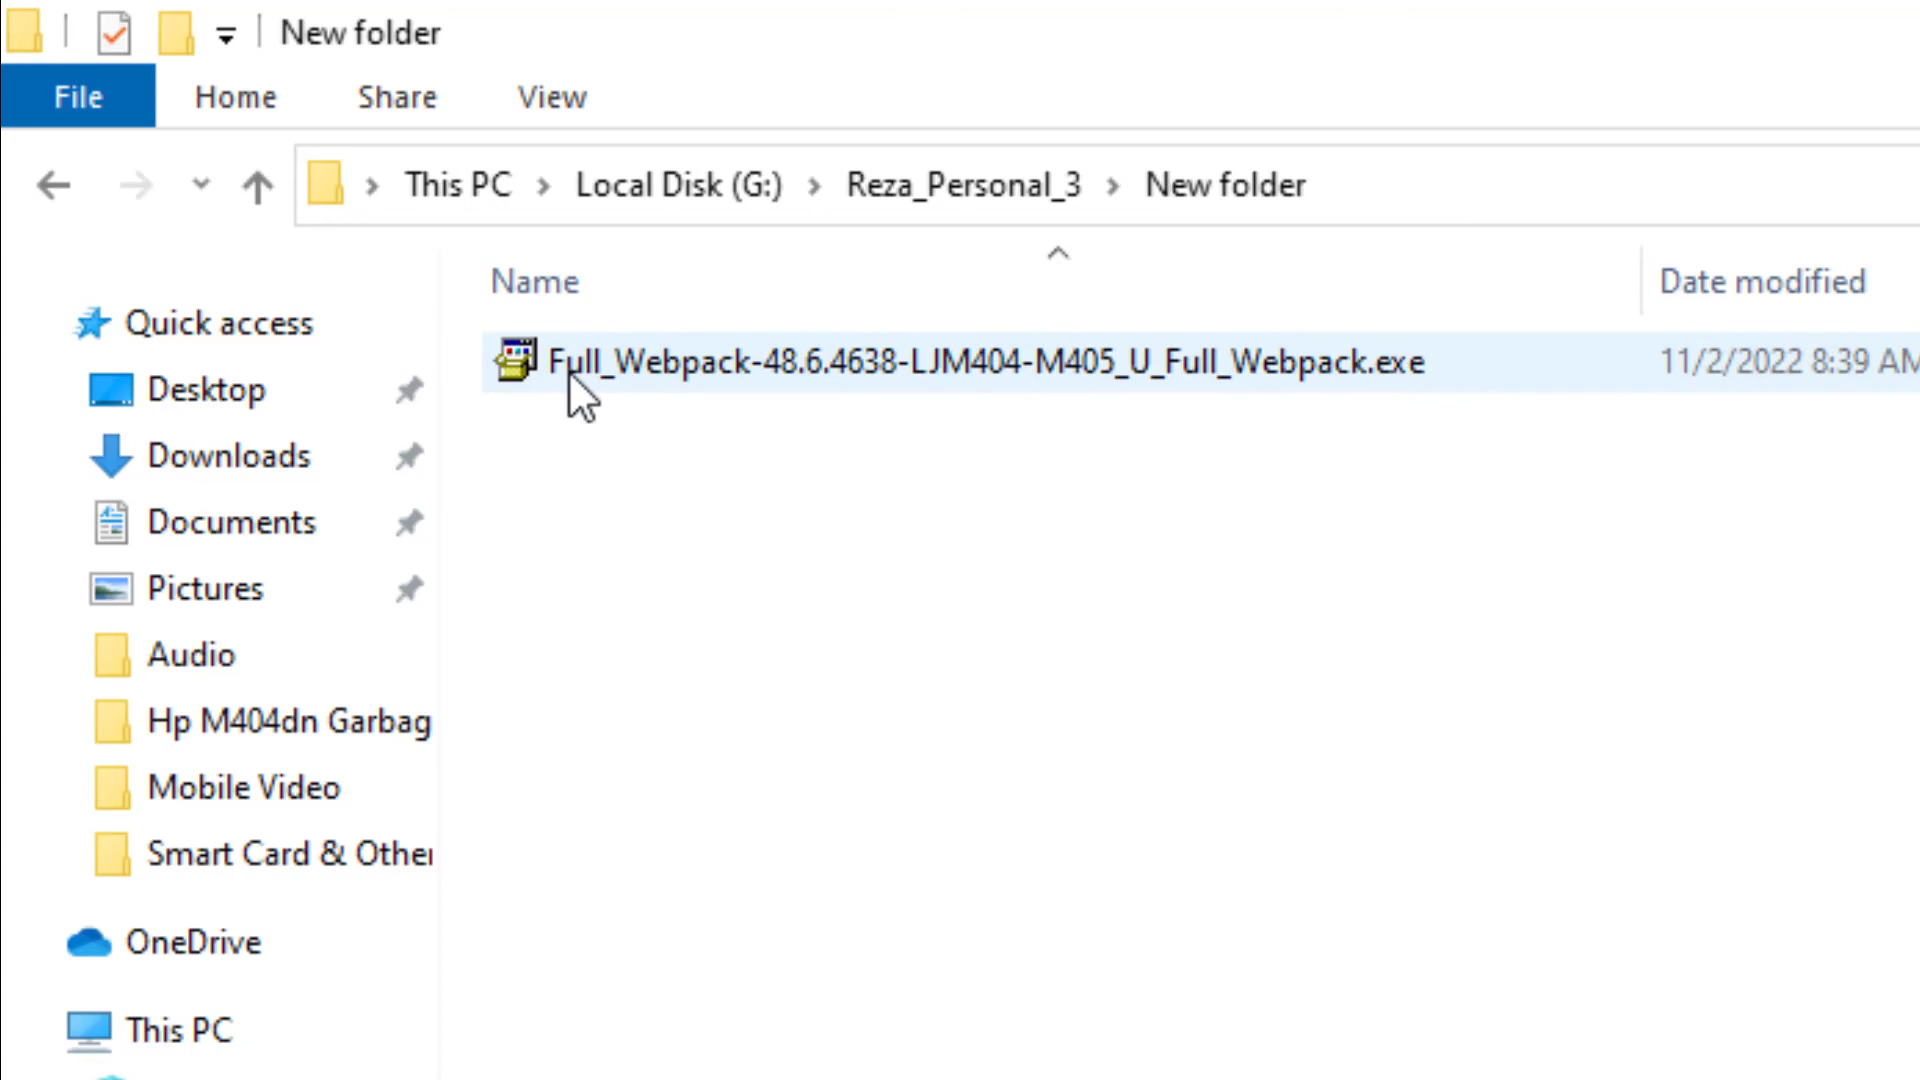 New folder
File Home Share View
This PC Local Disk (G:) Reza_Personal_3 New folder
Name Date modified
Full_Webpack-48.6.4638-LJM404-M405_U_Full_Webpack.exe 11/2/2022 8:39 AM
Quick access
Desktop
Downloads
Documents
Pictures
Audio
Hp M404dn Garbag
Mobile Video
Smart Card & Other
OneDrive
This PC